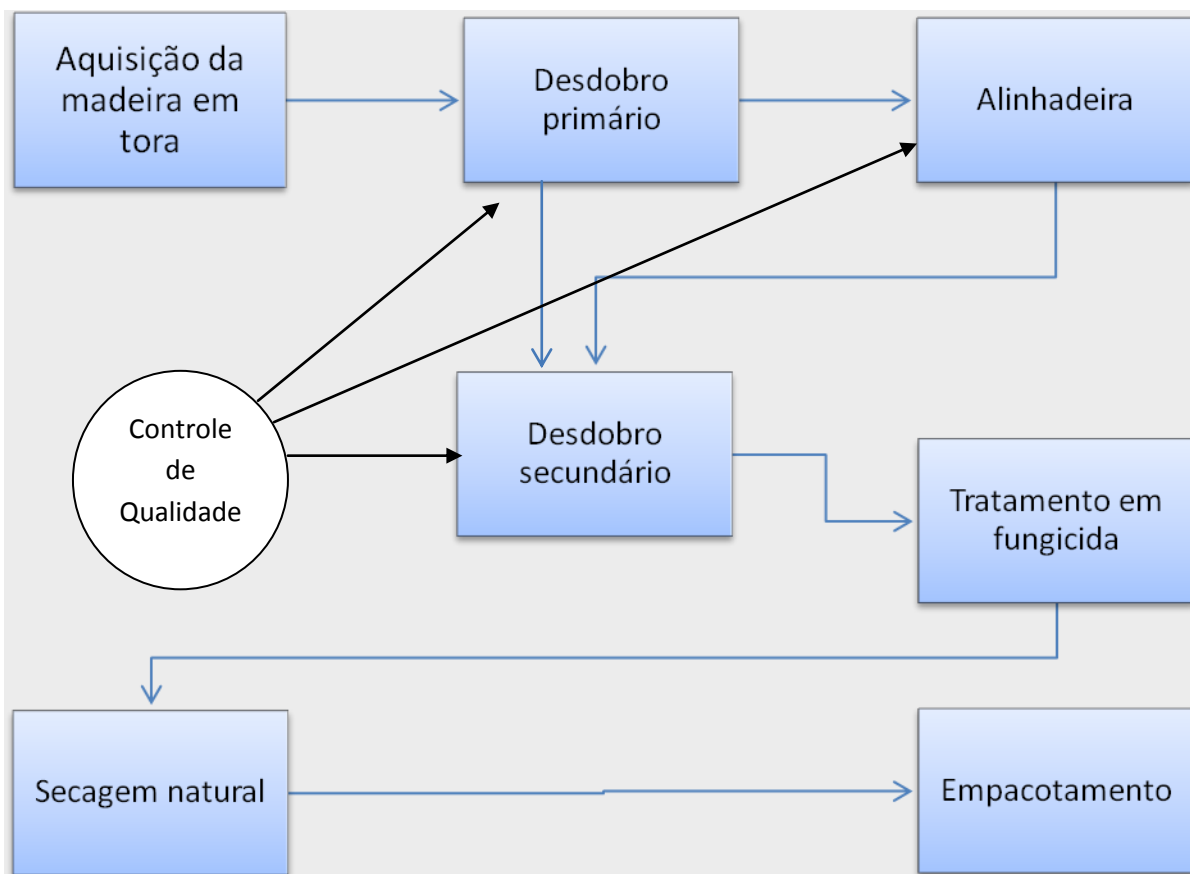 Aquisição da
madeira em
tora
Desdobro
primário
Alinhadeira
Controle
de
Qualidade
Desdobro
secundário
Tratamento em
fungicida
Secagem natural
Empacotamento